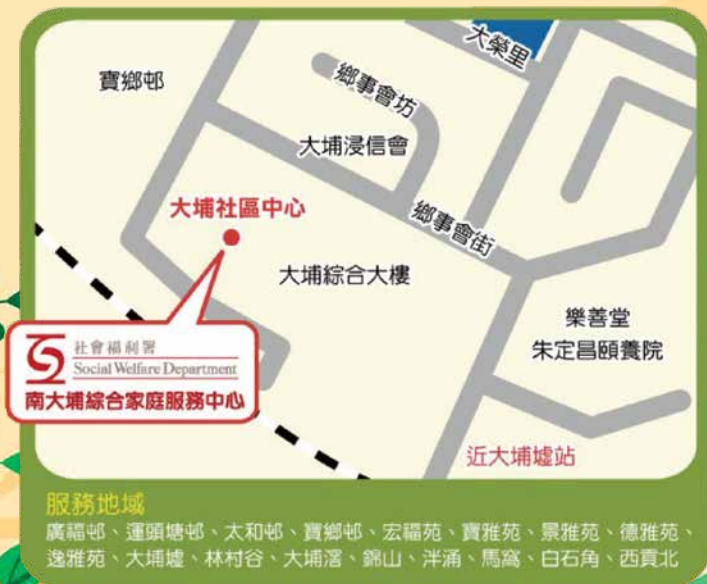 大榮里
寶鄉邨
鄉事會坊
大埔浸信會
大埔社區中心
鄉事會街
大埔綜合大樓
樂善堂
朱定昌頤養院
社會福利署
Social Welfare Department
南大埔綜合家庭服務中心
近大埔墟站
服務地域
廣福邨、運頭塘邨、太和邨、寶鄉邨、宏福苑、寶雅苑、景雅苑、德雅苑、
逸雅苑、大埔墟、林村谷、大埔滘、錦山、泮涌、馬窩、白石角、西貢北